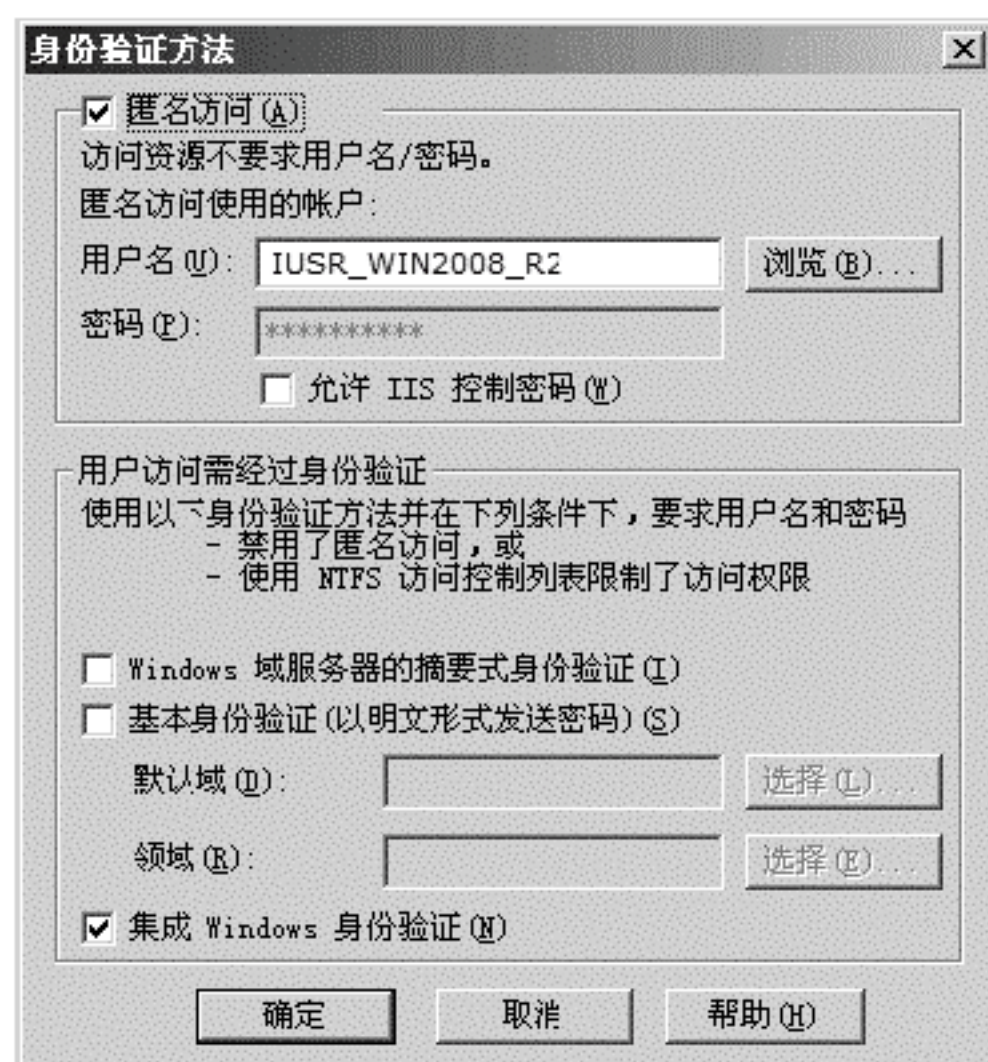 身份验证方法
匿名访问(A)
访问资源不要求用户名/密码。
匿名访问使用的帐户:
用户名(U): IUSR_WIN2008_R2 浏览(B)...
密码(P): **********
允许 IIS 控制密码(W)
用户访问需经过身份验证
使用以下身份验证方法并在下列条件下，要求用户名和密码
- 禁用了匿名访问，或
- 使用 NTFS 访问控制列表限制了访问权限
Windows 域服务器的摘要式身份验证(I)
基本身份验证(以明文形式发送密码)(S)
默认域(D): 选择(L)...
领域(R): 选择(E)...
集成 Windows 身份验证(N)
确定 取消 帮助(H)